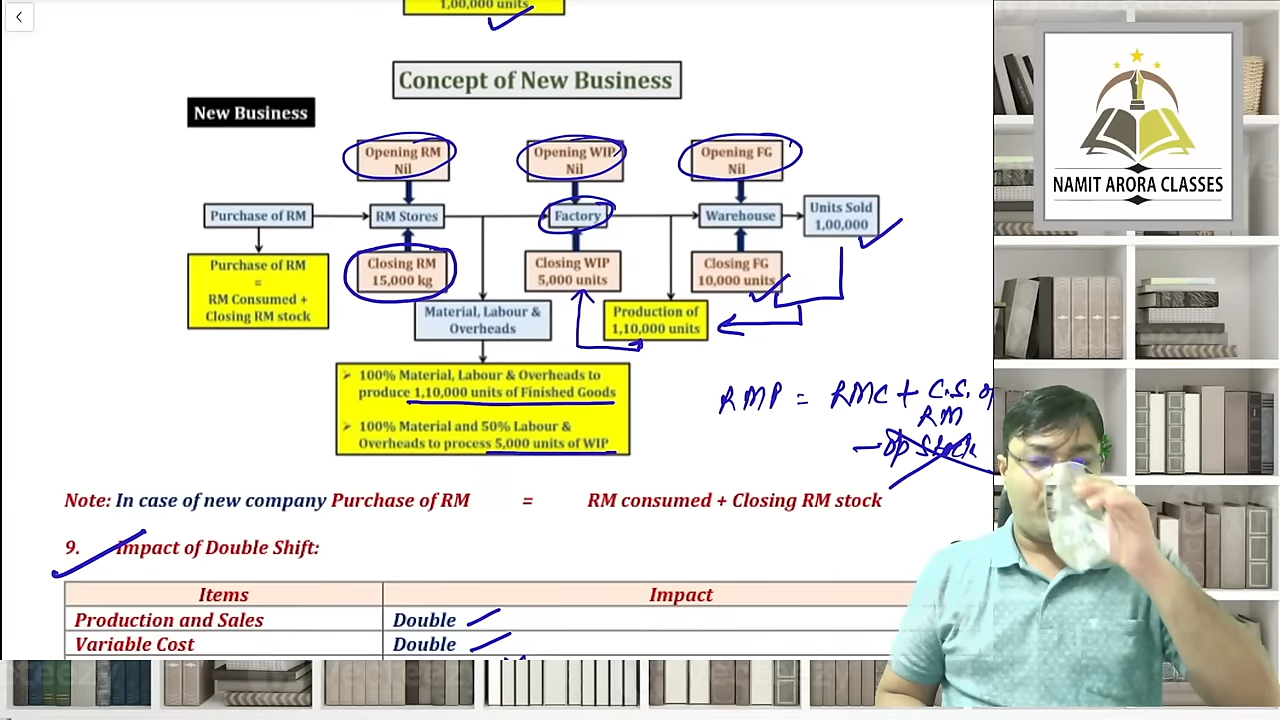 1,00,000 units
Concept of New Business
New Business
Opening RM
Nil
Opening WIP
Nil
Opening FG
Nil
Purchase of RM
RM Stores
Factory
Warehouse
Units Sold
1,00,000
Purchase of RM
=
RM Consumed +
Closing RM stock
Closing RM
15,000 kg
Closing WIP
5,000 units
Closing FG
10,000 units
Material, Labour &
Overheads
Production of
1,10,000 units
➢ 100% Material, Labour & Overheads to
produce 1,10,000 units of Finished Goods
➢ 100% Material and 50% Labour &
Overheads to process 5,000 units of WIP
RMP = RMC + C.S. of
RM
- Op Stock
Note: In case of new company Purchase of RM = RM consumed + Closing RM stock
9. Impact of Double Shift:
Items Impact
Production and Sales Double
Variable Cost Double
NAMIT ARORA CLASSES